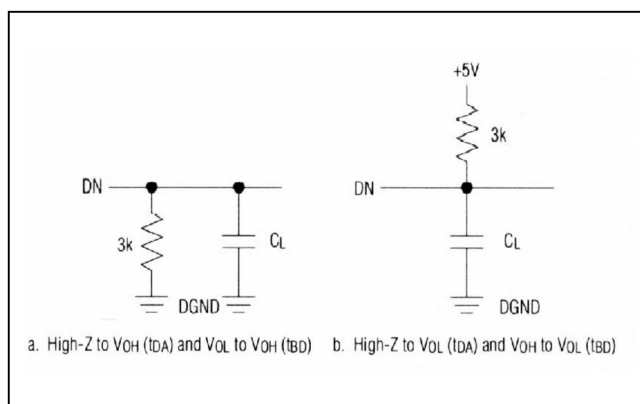 +5V
3k
DN
DN
3k
CL
CL
DGND
DGND
a. High-Z to VOH (tDA) and VOL to VOH (tBD)
b. High-Z to VOL (tDA) and VOH to VOL (tBD)